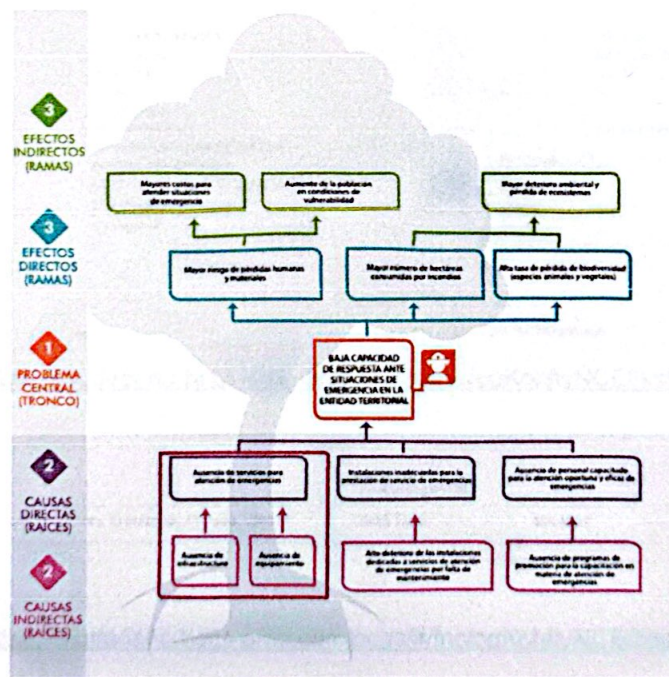 3
EFECTOS
INDIRECTOS
(RAMAS)
Mayores costos para
atender situaciones
de emergencia
Aumento de la población
en condiciones de
vulnerabilidad
Mayor deterioro ambiental y
pérdida de ecosistemas
3
EFECTOS
DIRECTOS
(RAMAS)
Mayor riesgo de pérdidas humanas
y materiales
Mayor número de hectáreas
consumidas por incendios
Alta tasa de pérdida de biodiversidad
(especies animales y vegetales)
1
PROBLEMA
CENTRAL
(TRONCO)
BAJA CAPACIDAD
DE RESPUESTA ANTE
SITUACIONES DE
EMERGENCIA EN LA
ENTIDAD TERRITORIAL
2
CAUSAS
DIRECTAS
(RAÍCES)
Ausencia de servicios para
atención de emergencias
Instalaciones inadecuadas para la
prestación de servicio de emergencias
Ausencia de personal capacitado
para la atención oportuna y eficaz de
emergencias
2
CAUSAS
INDIRECTAS
(RAÍCES)
Ausencia de
infraestructura
Ausencia de
equipamiento
Alto deterioro de las instalaciones
dedicadas a servicios de atención
de emergencias por falta de
mantenimiento
Ausencia de programas de
promoción para la capacitación en
materia de atención de
emergencias